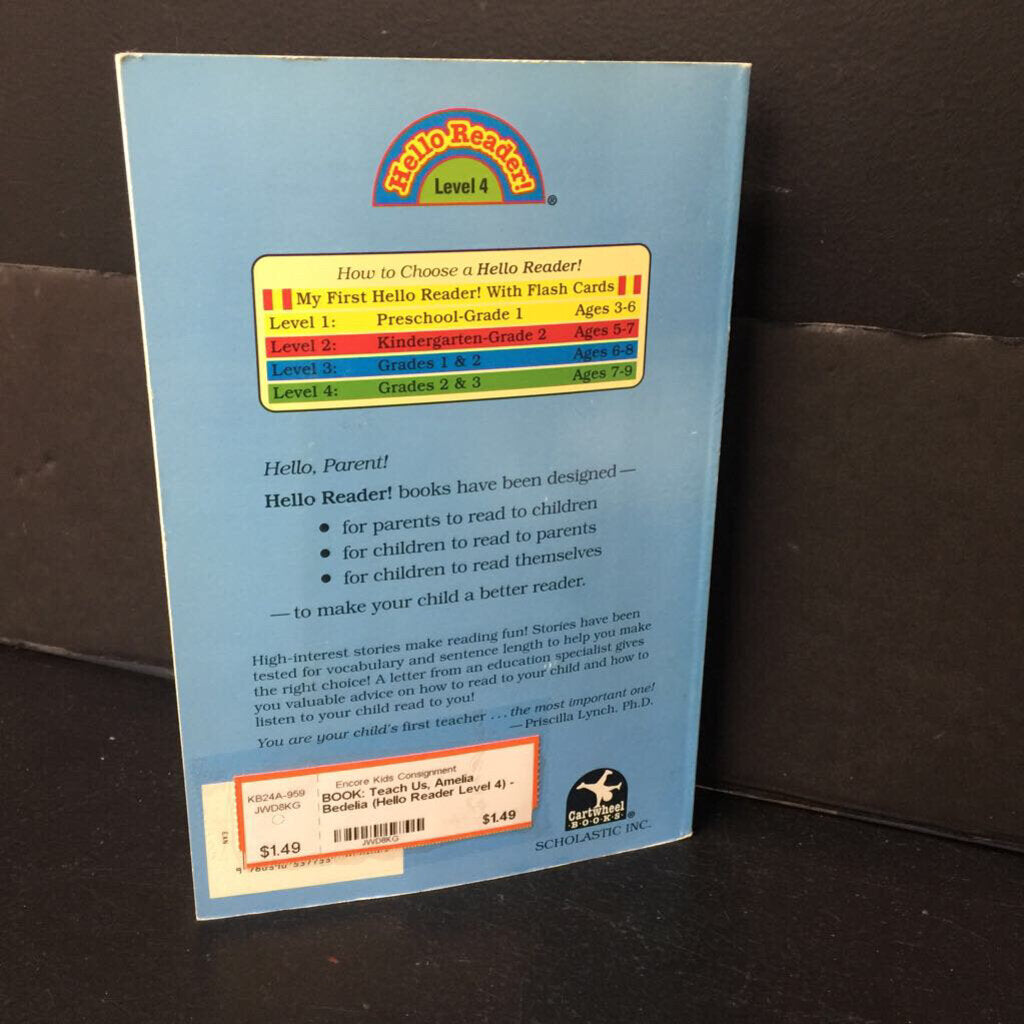 Hello Reader!
Level 4
®
How to Choose a Hello Reader!
My First Hello Reader! With Flash Cards
Level 1: Preschool-Grade 1 Ages 3-6
Level 2: Kindergarten-Grade 2 Ages 5-7
Level 3: Grades 1 & 2 Ages 6-8
Level 4: Grades 2 & 3 Ages 7-9
Hello, Parent!
Hello Reader! books have been designed—
• for parents to read to children
• for children to read to parents
• for children to read themselves
—to make your child a better reader.
High-interest stories make reading fun! Stories have been
tested for vocabulary and sentence length to help you make
the right choice! A letter from an education specialist gives
you valuable advice on how to read to your child and how to
listen to your child read to you!
You are your child's first teacher . . . the most important one!
—Priscilla Lynch, Ph.D.
KB24A-959
JWD8KG
$1.49
Encore Kids Consignment
BOOK: Teach Us, Amelia
Bedelia (Hello Reader Level 4) -
$1.49
JWD8KG
EAN
Cartwheel
·B·O·O·K·S·
®
SCHOLASTIC INC.